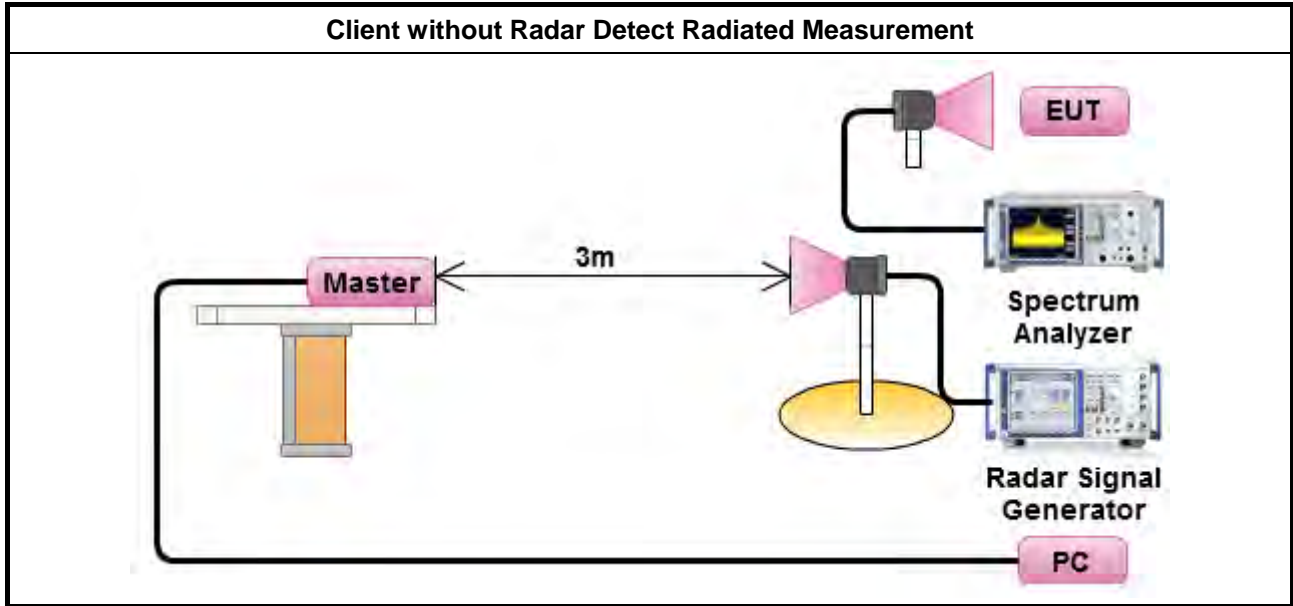 Client without Radar Detect Radiated Measurement
EUT
3m
Master
Spectrum
Analyzer
Radar Signal
Generator
PC